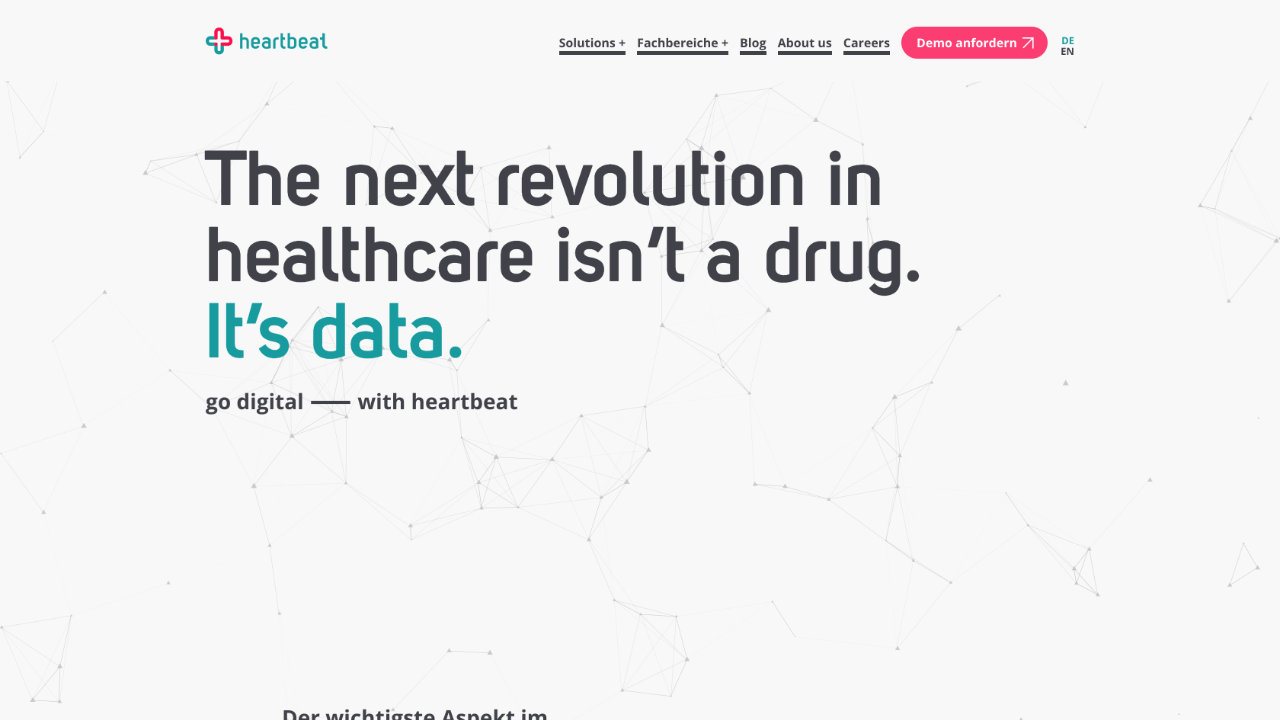 heartbeat
Solutions + Fachbereiche + Blog About us Careers Demo anfordern
DE
EN
The next revolution in
healthcare isn’t a drug.
It’s data.
go digital —— with heartbeat
Der wichtigste Aspekt im